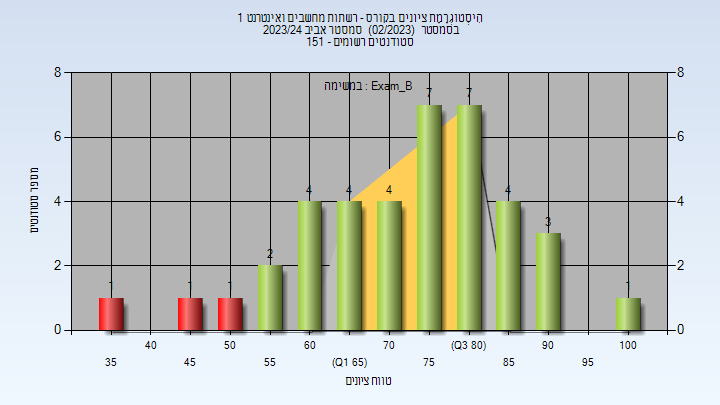 היסטוגרמת ציונים בקורס - רשתות מחשבים ואינטרנט 1
בסמסטר (02/2023) סמסטר אביב 2023/24
סטודנטים רשומים - 151
במשימה : Exam_B
8 8
6 6
4 4
2 2
0 0
מספר סטודנטים
1 1 1 2 4 4 4 7 7 4 3 1
40 50 60 70 (Q3 80) 90 100
35 45 55 (Q1 65) 75 85 95
טווח ציונים